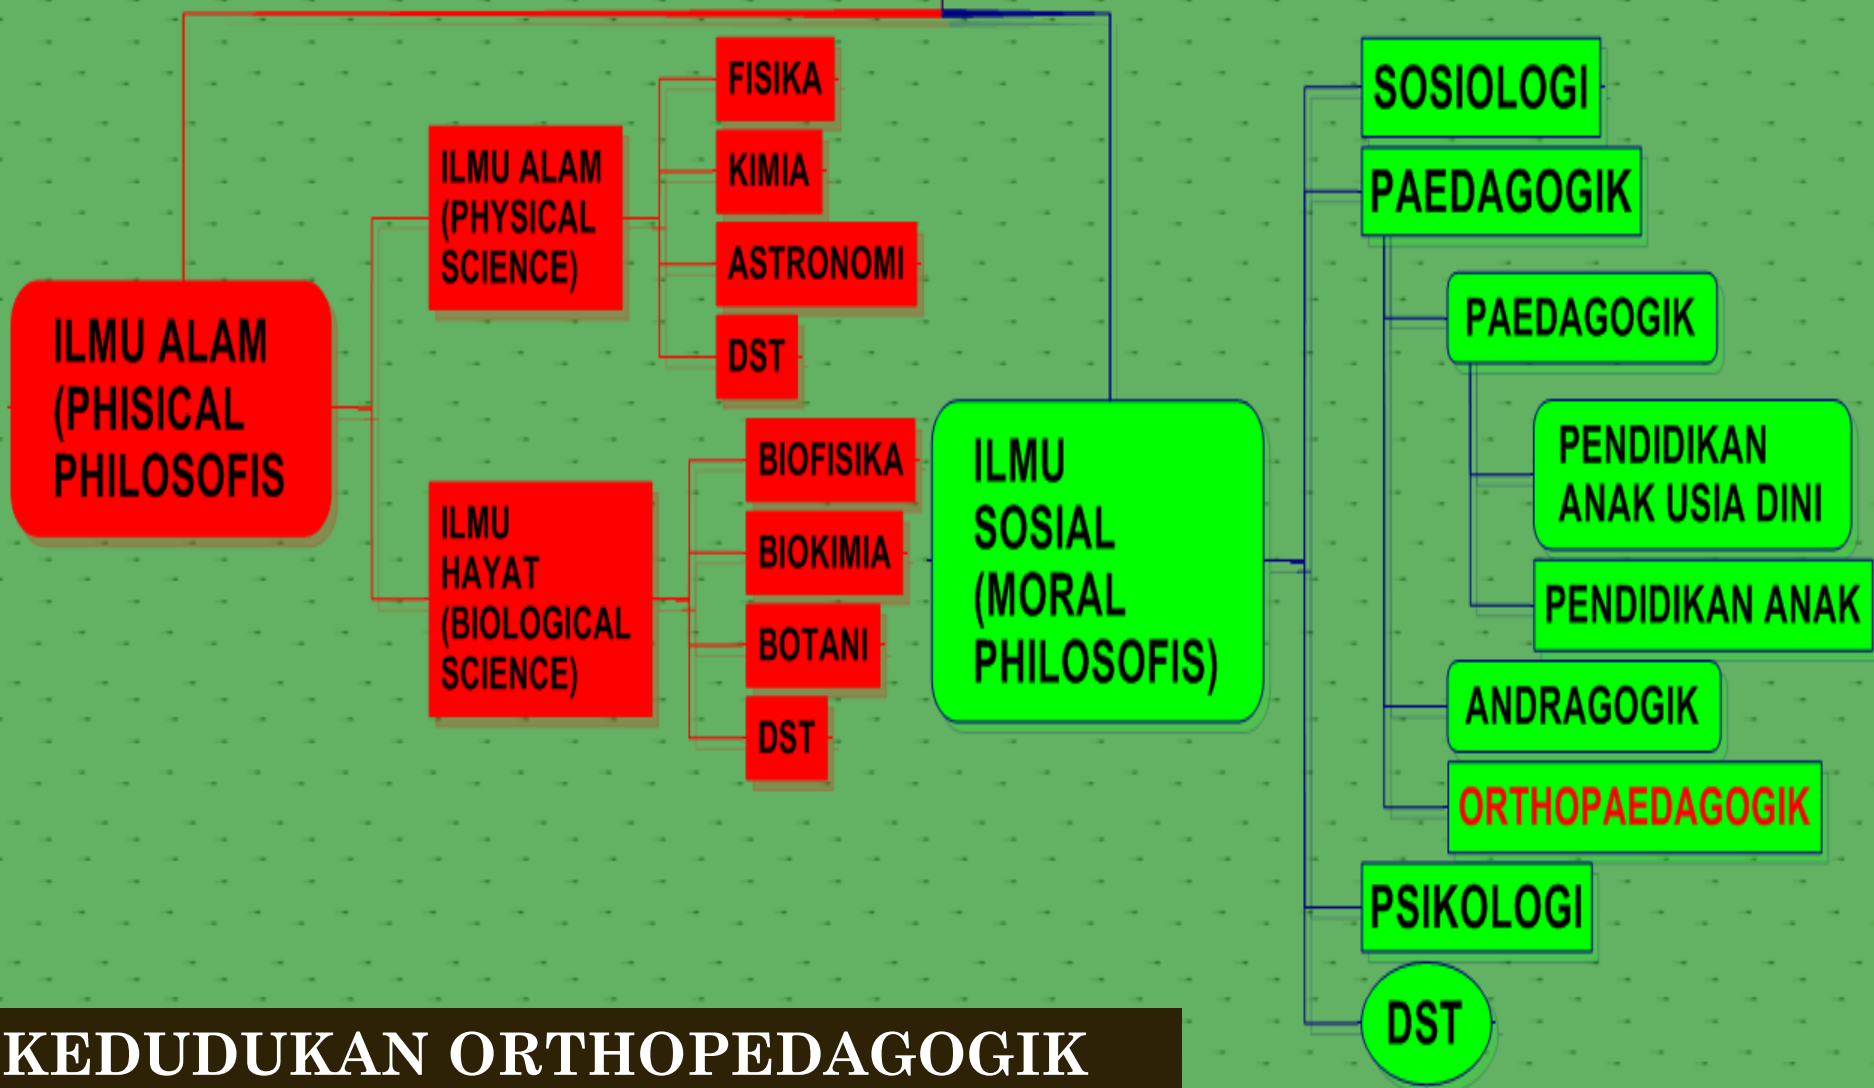 ILMU ALAM
(PHISICAL
PHILOSOFIS
ILMU ALAM
(PHYSICAL
SCIENCE)
FISIKA
KIMIA
ASTRONOMI
DST
ILMU
HAYAT
(BIOLOGICAL
SCIENCE)
BIOFISIKA
BIOKIMIA
BOTANI
DST
ILMU
SOSIAL
(MORAL
PHILOSOFIS)
SOSIOLOGI
PAEDAGOGIK
PAEDAGOGIK
PENDIDIKAN
ANAK USIA DINI
PENDIDIKAN ANAK
ANDRAGOGIK
ORTHOPAEDAGOGIK
PSIKOLOGI
DST
KEDUDUKAN ORTHOPEDAGOGIK